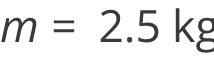 m = 2.5 kg